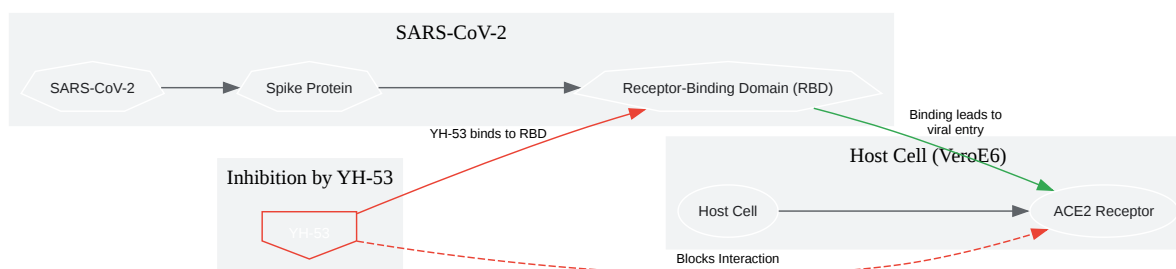 SARS-CoV-2
SARS-CoV-2
Spike Protein
Receptor-Binding Domain (RBD)
YH-53 binds to RBD
Binding leads to
viral entry
Inhibition by YH-53
YH-53
Host Cell (VeroE6)
Host Cell
ACE2 Receptor
Blocks Interaction